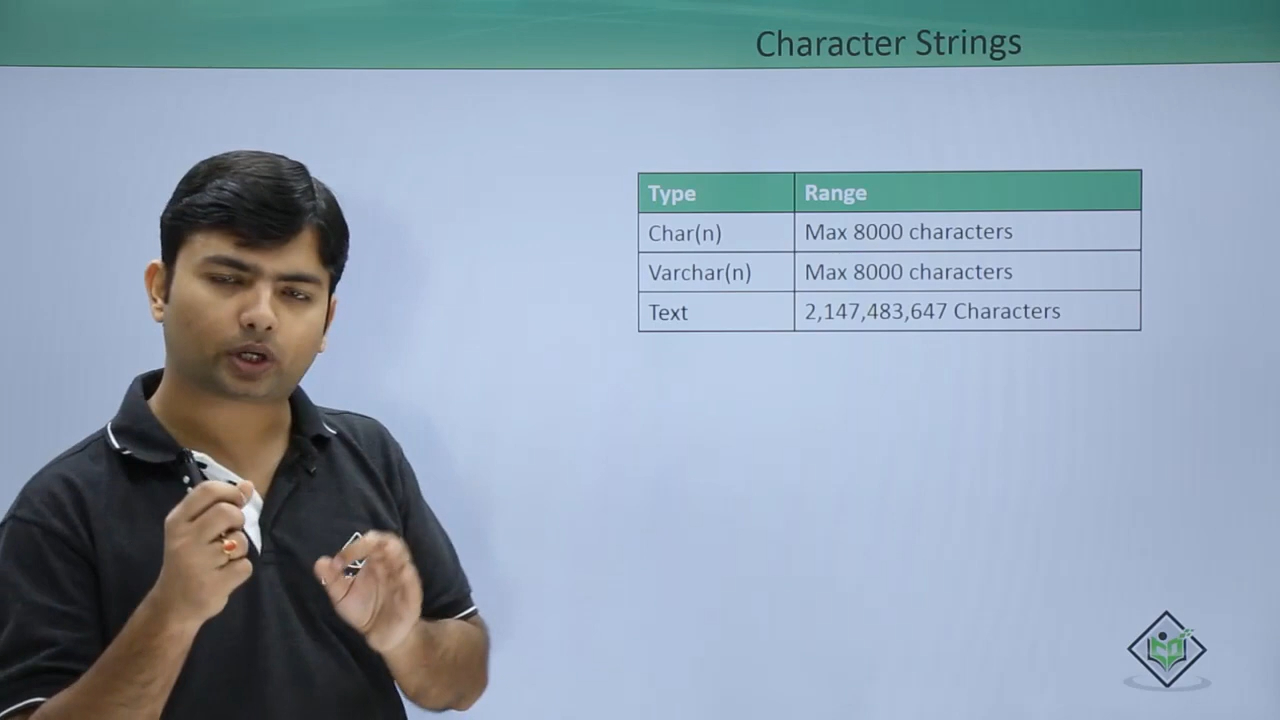 Character Strings
Type Range
Char(n) Max 8000 characters
Varchar(n) Max 8000 characters
Text 2,147,483,647 Characters